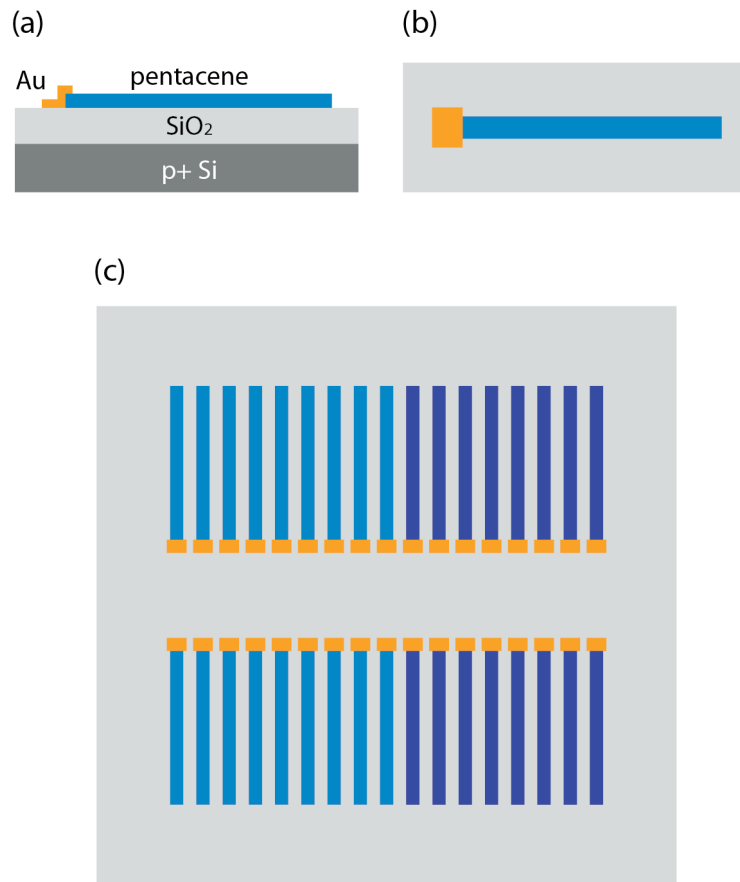 (a)
Au
pentacene
SiO₂
p+ Si
(b)
(c)